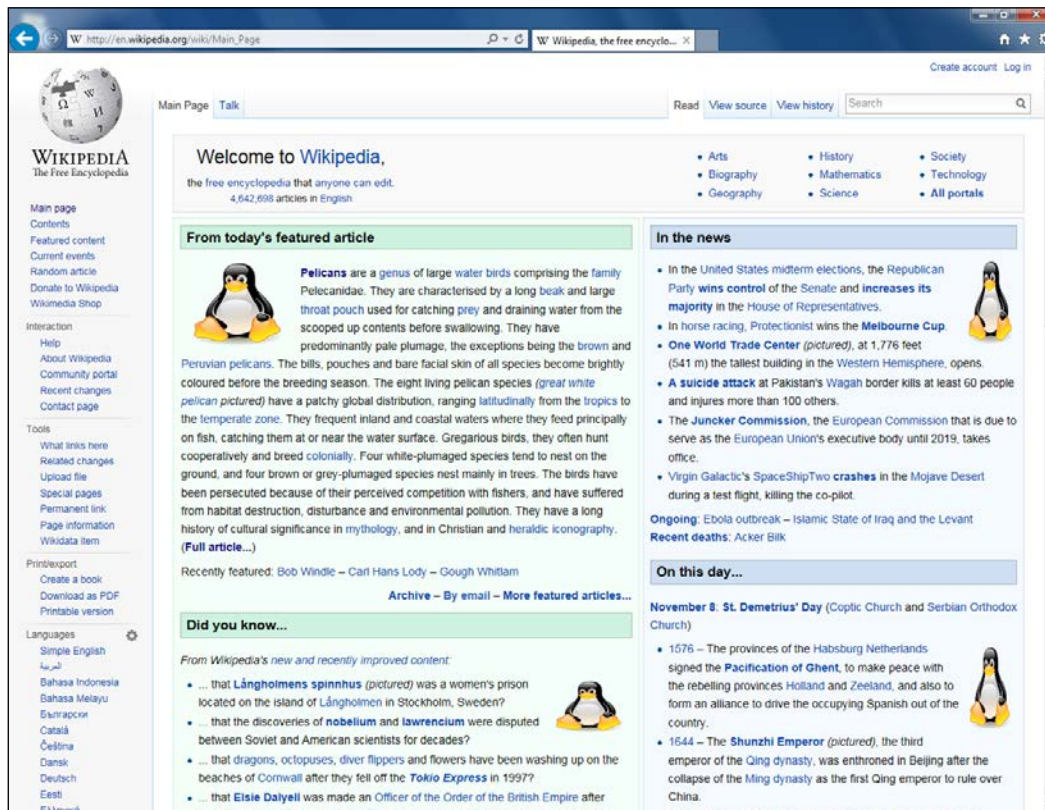 http://en.wikipedia.org/wiki/Main_Page
W Wikipedia, the free encyclo...
Create account Log in
Main Page Talk
Read View source View history Search
WIKIPEDIA
The Free Encyclopedia
Main page
Contents
Featured content
Current events
Random article
Donate to Wikipedia
Wikimedia Shop
Interaction
Help
About Wikipedia
Community portal
Recent changes
Contact page
Tools
What links here
Related changes
Upload file
Special pages
Permanent link
Page information
Wikidata item
Print/export
Create a book
Download as PDF
Printable version
Languages
Simple English
العربية
Bahasa Indonesia
Bahasa Melayu
Български
Català
Čeština
Dansk
Deutsch
Eesti
Ελληνικά
Welcome to Wikipedia,
the free encyclopedia that anyone can edit.
4,642,698 articles in English
• Arts
• Biography
• Geography
• History
• Mathematics
• Science
• Society
• Technology
• All portals
From today's featured article
Pelicans are a genus of large water birds comprising the family
Pelecanidae. They are characterised by a long beak and large
throat pouch used for catching prey and draining water from the
scooped up contents before swallowing. They have
predominantly pale plumage, the exceptions being the brown and
Peruvian pelicans. The bills, pouches and bare facial skin of all species become brightly
coloured before the breeding season. The eight living pelican species (great white
pelican pictured) have a patchy global distribution, ranging latitudinally from the tropics to
the temperate zone. They frequent inland and coastal waters where they feed principally
on fish, catching them at or near the water surface. Gregarious birds, they often hunt
cooperatively and breed colonially. Four white-plumaged species tend to nest on the
ground, and four brown or grey-plumaged species nest mainly in trees. The birds have
been persecuted because of their perceived competition with fishers, and have suffered
from habitat destruction, disturbance and environmental pollution. They have a long
history of cultural significance in mythology, and in Christian and heraldic iconography.
(Full article...)
Recently featured: Bob Windle – Carl Hans Lody – Gough Whitlam
Archive – By email – More featured articles...
Did you know...
From Wikipedia's new and recently improved content:
• ... that Långholmens spinnhus (pictured) was a women's prison
located on the island of Långholmen in Stockholm, Sweden?
• ... that the discoveries of nobelium and lawrencium were disputed
between Soviet and American scientists for decades?
• ... that dragons, octopuses, diver flippers and flowers have been washing up on the
beaches of Cornwall after they fell off the Tokio Express in 1997?
• ... that Elsie Dalyell was made an Officer of the Order of the British Empire after
In the news
• In the United States midterm elections, the Republican
Party wins control of the Senate and increases its
majority in the House of Representatives.
• In horse racing, Protectionist wins the Melbourne Cup.
• One World Trade Center (pictured), at 1,776 feet
(541 m) the tallest building in the Western Hemisphere, opens.
• A suicide attack at Pakistan's Wagah border kills at least 60 people
and injures more than 100 others.
• The Juncker Commission, the European Commission that is due to
serve as the European Union's executive body until 2019, takes
office.
• Virgin Galactic's SpaceShipTwo crashes in the Mojave Desert
during a test flight, killing the co-pilot.
Ongoing: Ebola outbreak – Islamic State of Iraq and the Levant
Recent deaths: Acker Bilk
On this day...
November 8: St. Demetrius' Day (Coptic Church and Serbian Orthodox
Church)
• 1576 – The provinces of the Habsburg Netherlands
signed the Pacification of Ghent, to make peace with
the rebelling provinces Holland and Zeeland, and also to
form an alliance to drive the occupying Spanish out of the
country.
• 1644 – The Shunzhi Emperor (pictured), the third
emperor of the Qing dynasty, was enthroned in Beijing after the
collapse of the Ming dynasty as the first Qing emperor to rule over
China.